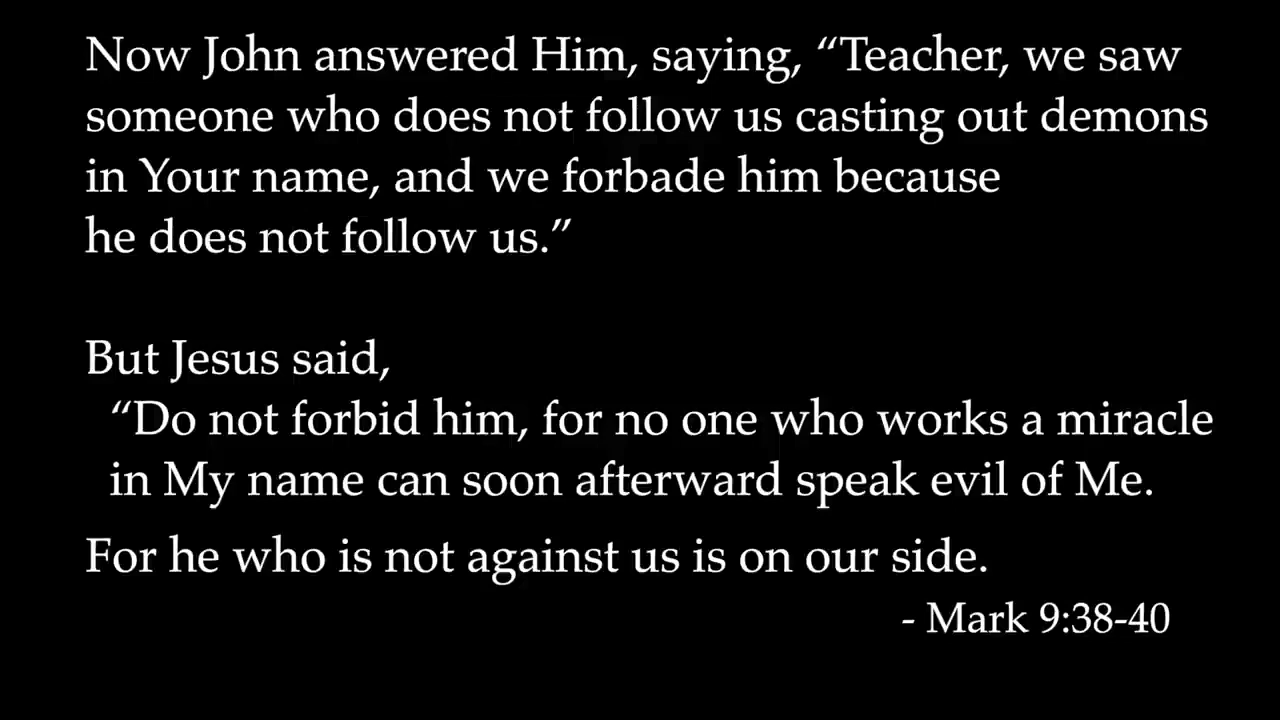 Now John answered Him, saying, “Teacher, we saw
someone who does not follow us casting out demons
in Your name, and we forbade him because
he does not follow us.”
But Jesus said,
“Do not forbid him, for no one who works a miracle
in My name can soon afterward speak evil of Me.
For he who is not against us is on our side.
- Mark 9:38-40